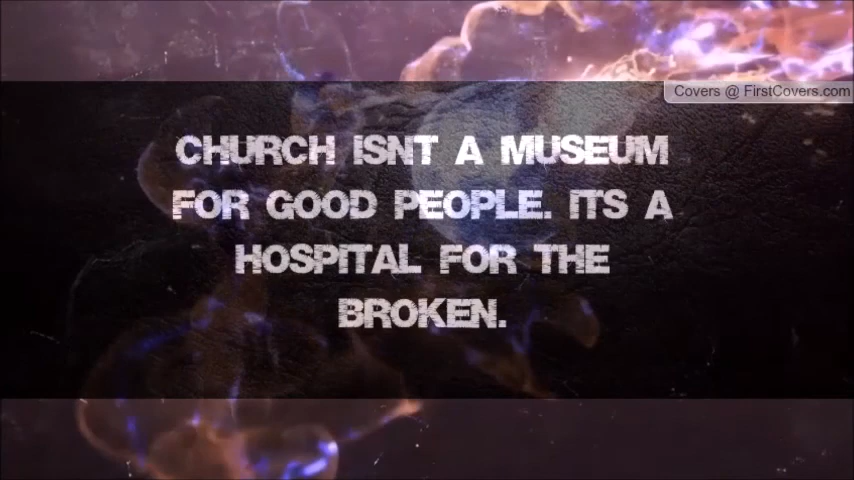 Covers @ FirstCovers.com
CHURCH ISNT A MUSEUM
FOR GOOD PEOPLE. ITS A
HOSPITAL FOR THE
BROKEN.